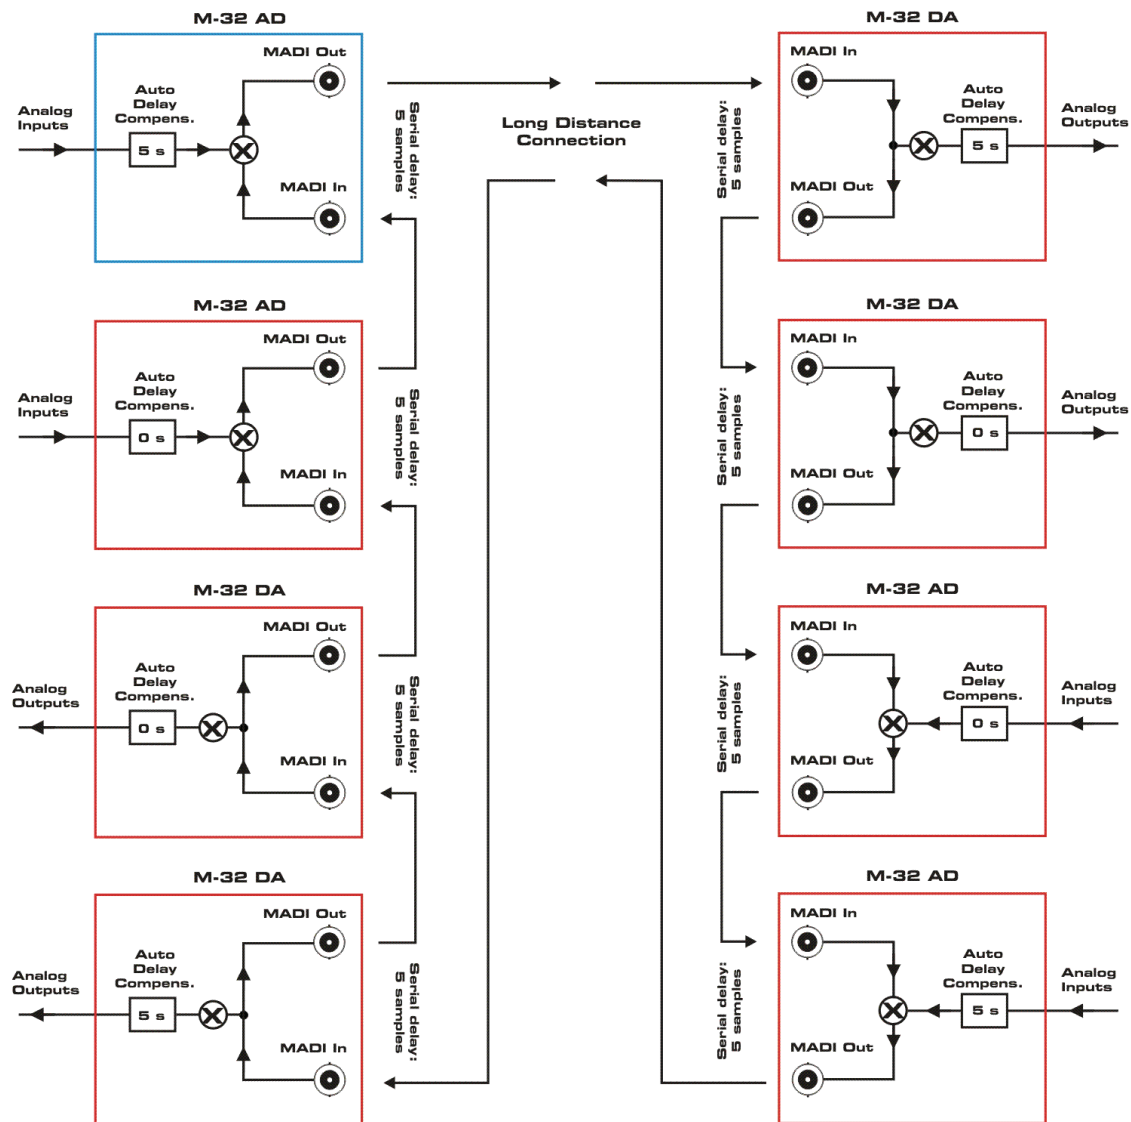 M-32 AD
MADI Out
Auto
Delay
Compens.
Analog
Inputs
5 s
MADI In
Serial delay:
5 samples
M-32 AD
MADI Out
Auto
Delay
Compens.
Analog
Inputs
0 s
MADI In
Serial delay:
5 samples
M-32 DA
MADI Out
Auto
Delay
Compens.
Analog
Outputs
0 s
MADI In
Serial delay:
5 samples
M-32 DA
MADI Out
Auto
Delay
Compens.
Analog
Outputs
5 s
MADI In
Serial delay:
5 samples
Long Distance
Connection
M-32 DA
MADI In
Auto
Delay
Compens.
Analog
Outputs
5 s
MADI Out
Serial delay:
5 samples
M-32 DA
MADI In
Auto
Delay
Compens.
Analog
Outputs
0 s
MADI Out
Serial delay:
5 samples
M-32 AD
MADI In
Auto
Delay
Compens.
Analog
Inputs
0 s
MADI Out
Serial delay:
5 samples
M-32 AD
MADI In
Auto
Delay
Compens.
Analog
Inputs
5 s
MADI Out
Serial delay:
5 samples